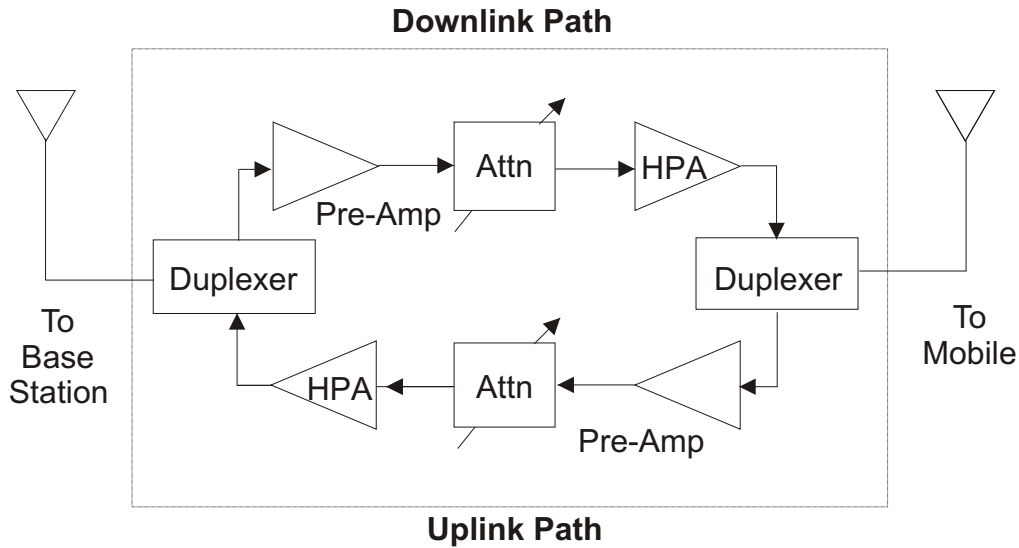 Downlink Path
Attn
HPA
Pre-Amp
Duplexer
Duplexer
To
Base
Station
To
Mobile
HPA
Attn
Pre-Amp
Uplink Path